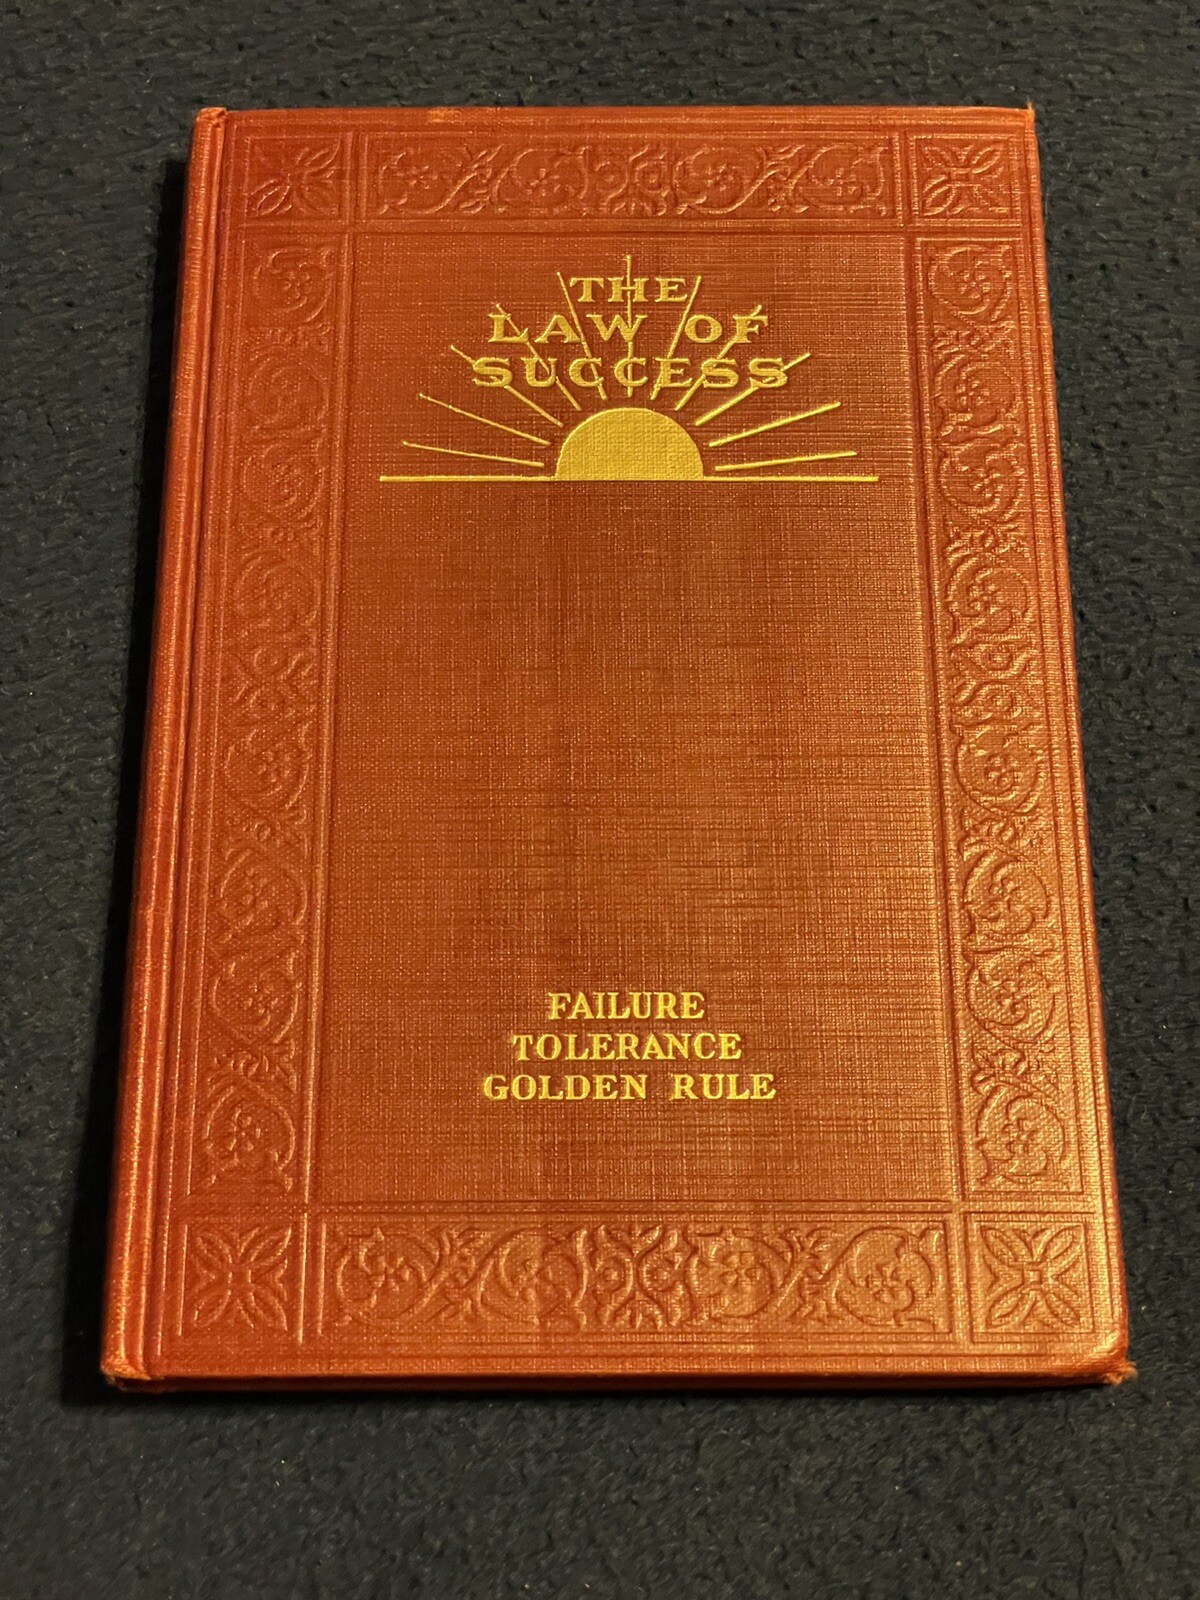 THE
LAW OF
SUCCESS
FAILURE
TOLERANCE
GOLDEN RULE